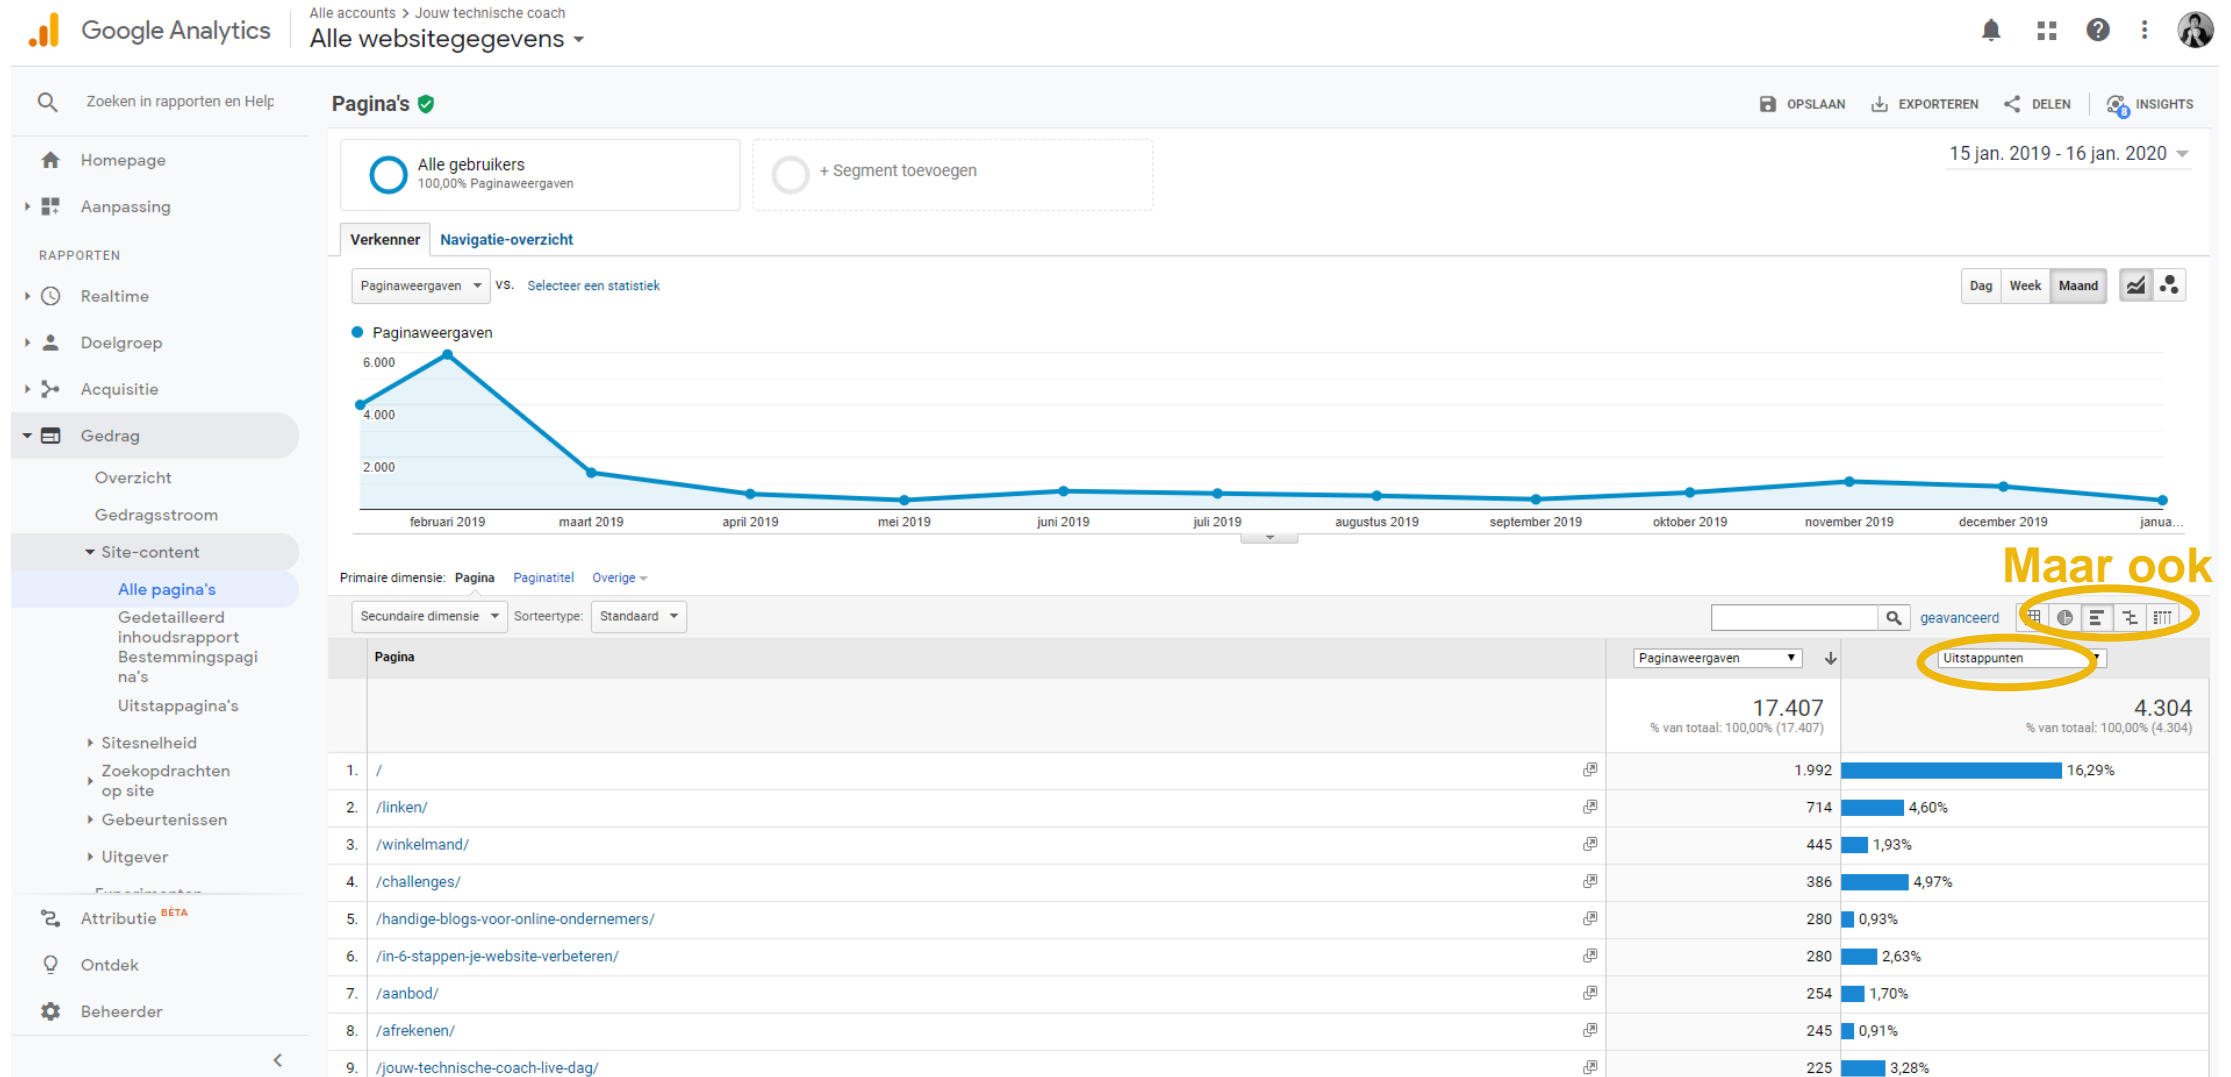 Google Analytics
Alle accounts > Jouw technische coach
Alle websitegegevens
Zoeken in rapporten en Help
Homepage
Aanpassing
RAPPORTEN
Realtime
Doelgroep
Acquisitie
Gedrag
Overzicht
Gedragsstroom
Site-content
Alle pagina's
Gedetailleerd
inhoudsrapport
Bestemmingspagi
na's
Uitstappagina's
Sitesnelheid
Zoekopdrachten
op site
Gebeurtenissen
Uitgever
Attributie BÈTA
Ontdek
Beheerder
Pagina's
OPSLAAN EXPORTEREN DELEN 8 INSIGHTS
Alle gebruikers
100,00% Paginaweergaven
+ Segment toevoegen
15 jan. 2019 - 16 jan. 2020
Verkenner Navigatie-overzicht
Paginaweergaven VS. Selecteer een statistiek
Dag Week Maand
Paginaweergaven
6.000
4.000
2.000
februari 2019 maart 2019 april 2019 mei 2019 juni 2019 juli 2019 augustus 2019 september 2019 oktober 2019 november 2019 december 2019 janua...
Maar ook
Primaire dimensie: Pagina Paginatitel Overige
Secundaire dimensie Sorteertype: Standaard geavanceerd
Pagina Paginaweergaven Uitstappunten
17.407 4.304
% van totaal: 100,00% (17.407) % van totaal: 100,00% (4.304)
1. / 1.992 16,29%
2. /linken/ 714 4,60%
3. /winkelmand/ 445 1,93%
4. /challenges/ 386 4,97%
5. /handige-blogs-voor-online-ondernemers/ 280 0,93%
6. /in-6-stappen-je-website-verbeteren/ 280 2,63%
7. /aanbod/ 254 1,70%
8. /afrekenen/ 245 0,91%
9. /jouw-technische-coach-live-dag/ 225 3,28%